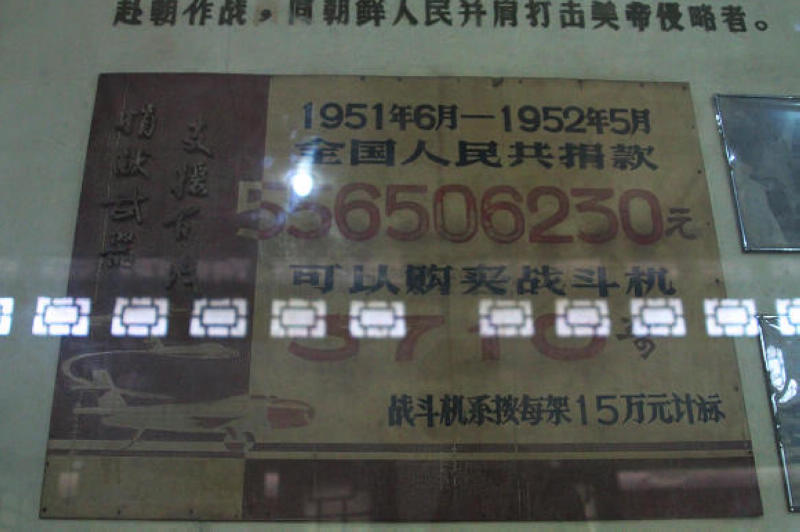 赴朝作战，同朝鲜人民并肩打击美帝侵略者。
支援前线
捐献武器
1951年6月—1952年5月
全国人民共捐款
556506230元
可以购买战斗机
3710
战斗机系按每架15万元计标